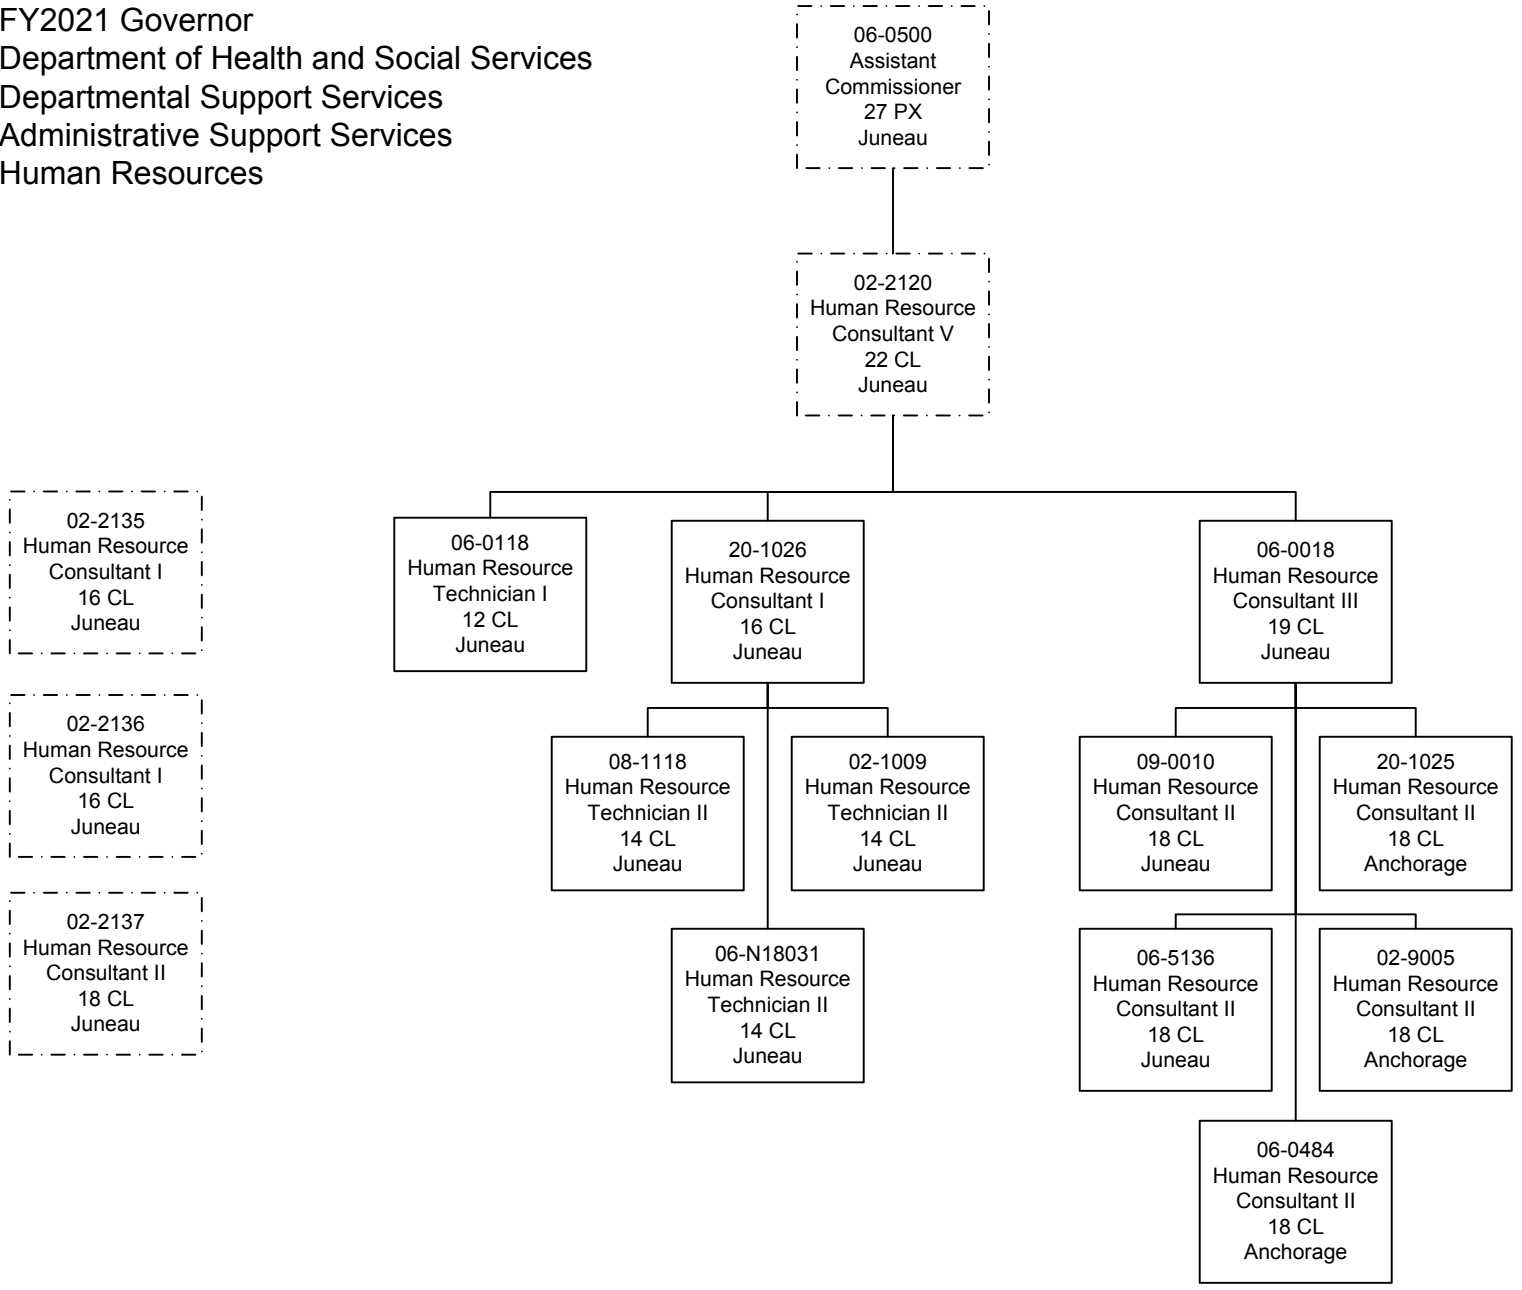 FY2021 Governor
Department of Health and Social Services
Departmental Support Services
Administrative Support Services
Human Resources
06-0500
Assistant
Commissioner
27 PX
Juneau
02-2120
Human Resource
Consultant V
22 CL
Juneau
02-2135
Human Resource
Consultant I
16 CL
Juneau
02-2136
Human Resource
Consultant I
16 CL
Juneau
02-2137
Human Resource
Consultant II
18 CL
Juneau
06-0118
Human Resource
Technician I
12 CL
Juneau
20-1026
Human Resource
Consultant I
16 CL
Juneau
06-0018
Human Resource
Consultant III
19 CL
Juneau
08-1118
Human Resource
Technician II
14 CL
Juneau
02-1009
Human Resource
Technician II
14 CL
Juneau
06-N18031
Human Resource
Technician II
14 CL
Juneau
09-0010
Human Resource
Consultant II
18 CL
Juneau
20-1025
Human Resource
Consultant II
18 CL
Anchorage
06-5136
Human Resource
Consultant II
18 CL
Juneau
02-9005
Human Resource
Consultant II
18 CL
Anchorage
06-0484
Human Resource
Consultant II
18 CL
Anchorage